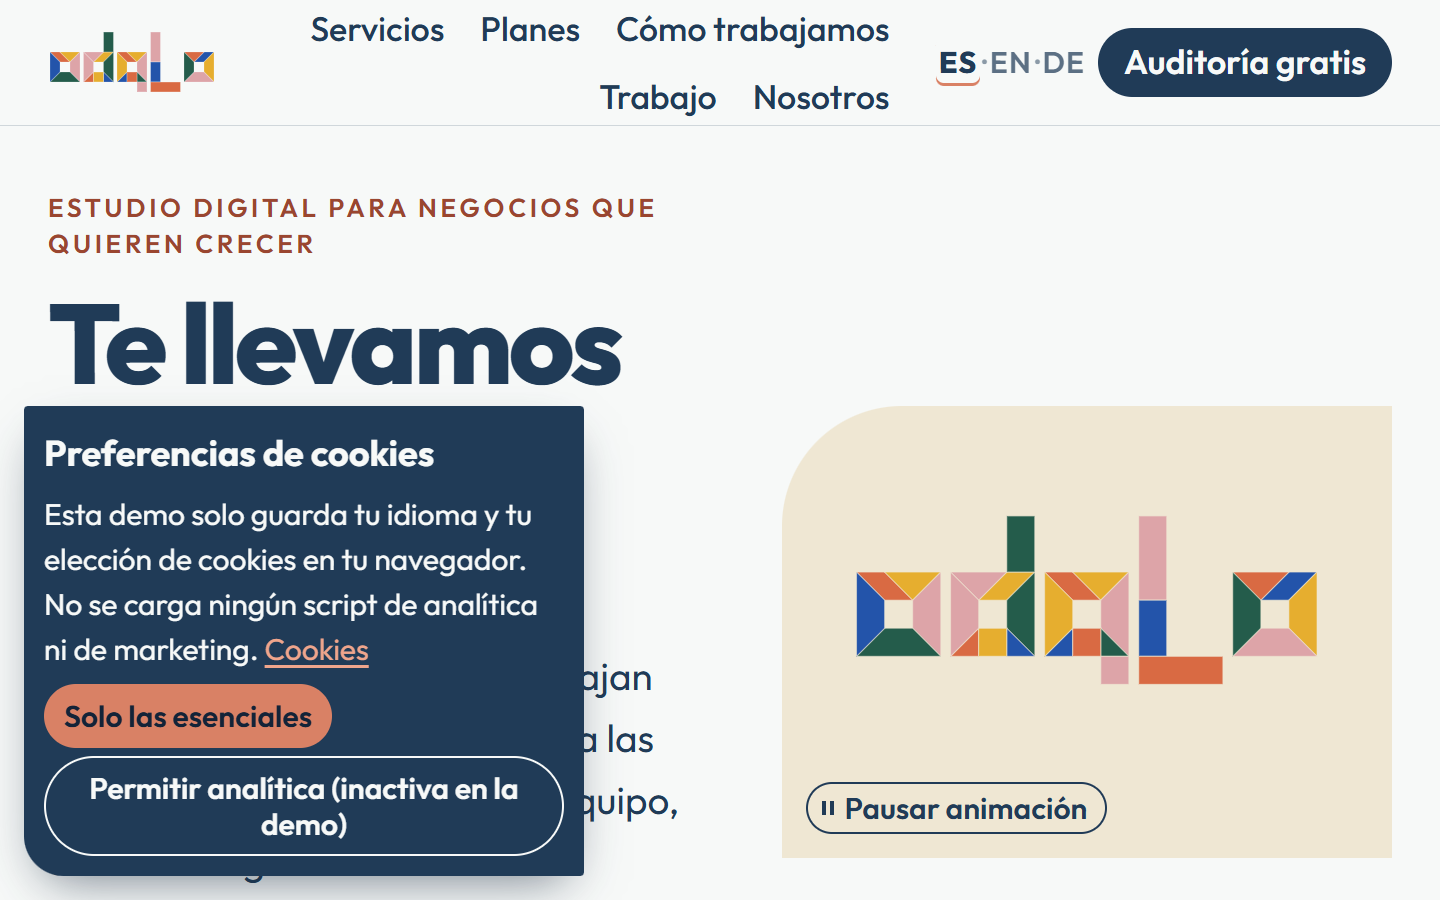 Servicios Planes Cómo trabajamos
Trabajo Nosotros
ES·EN·DE
Auditoría gratis
ESTUDIO DIGITAL PARA NEGOCIOS QUE
QUIEREN CRECER
Te llevamos
Preferencias de cookies
Esta demo solo guarda tu idioma y tu
elección de cookies en tu navegador.
No se carga ningún script de analítica
ni de marketing. Cookies
Solo las esenciales
Permitir analítica (inactiva en la
demo)
a las
Pausar animación